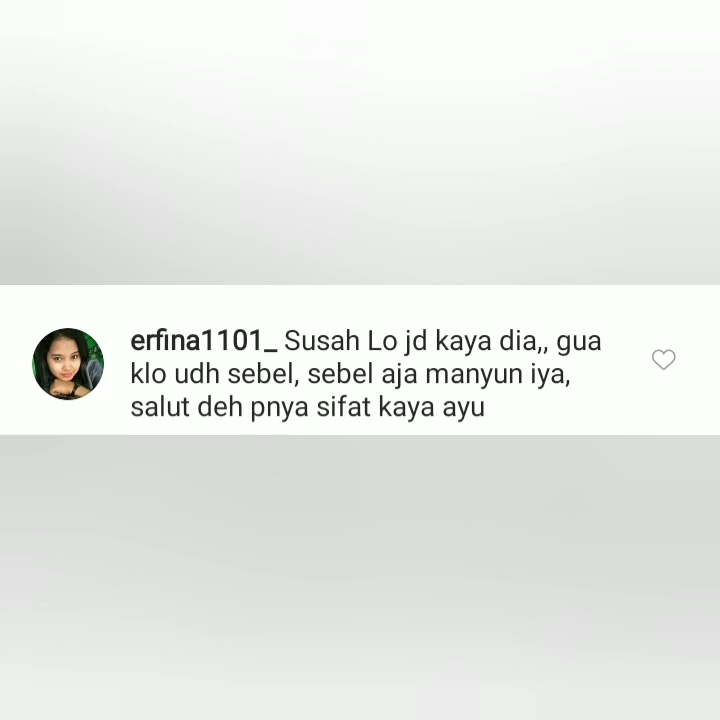 erfina1101_ Susah Lo jd kaya dia,, gua
klo udh sebel, sebel aja manyun iya,
salut deh pnya sifat kaya ayu